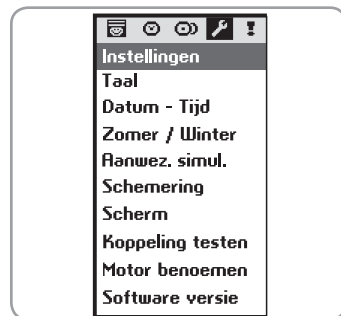 Instellingen
Taal
Datum - Tijd
Zomer / Winter
Aanwez. simul.
Schemering
Scherm
Koppeling testen
Motor benoemen
Software versie